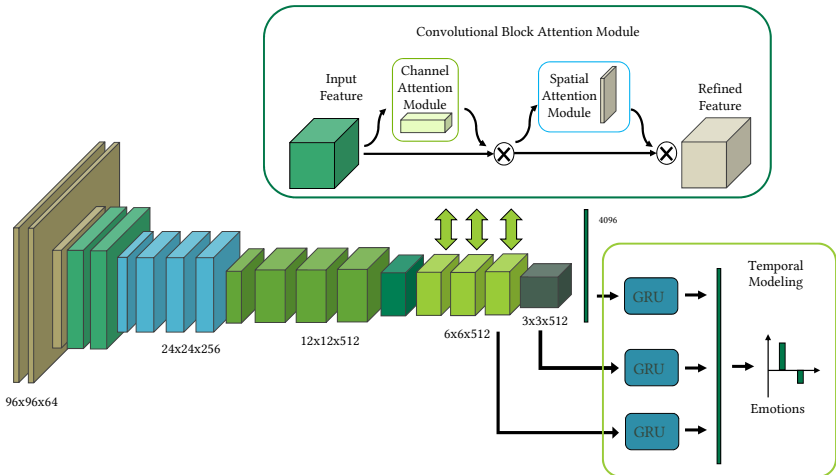 Convolutional Block Attention Module
Input
Feature
Channel
Attention
Module
Spatial
Attention
Module
Refined
Feature
4096
Temporal
Modeling
GRU
GRU
GRU
Emotions
3x3x512
6x6x512
12x12x512
24x24x256
96x96x64